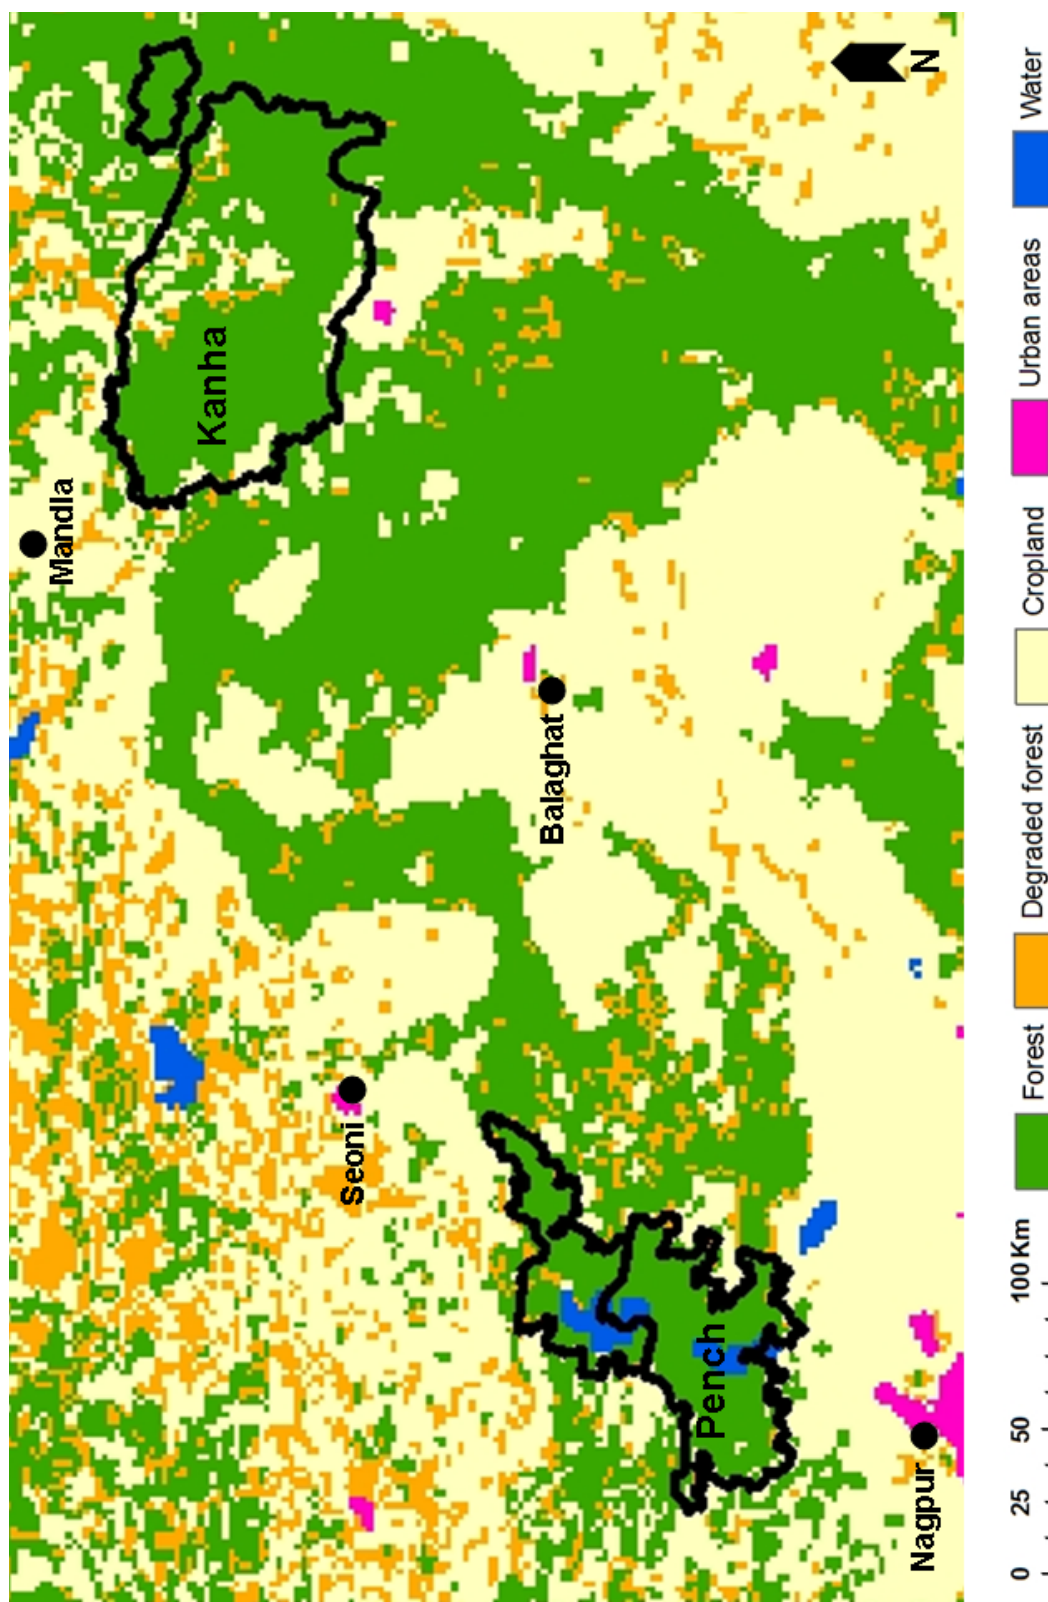 Mandla
Kanha
Seoni
Balaghat
Pench
Nagpur
N
0 25 50 100 Km
Forest
Degraded forest
Cropland
Urban areas
Water